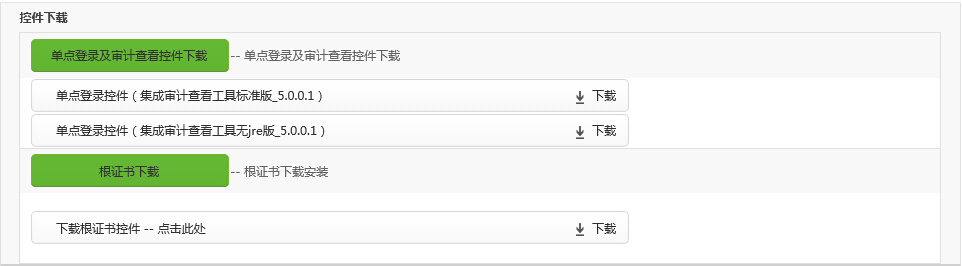 控件下载
单点登录及审计查看控件下载 -- 单点登录及审计查看控件下载
单点登录控件（集成审计查看工具标准版_5.0.0.1） 下载
单点登录控件（集成审计查看工具无jre版_5.0.0.1） 下载
根证书下载 -- 根证书下载安装
下载根证书控件 -- 点击此处 下载